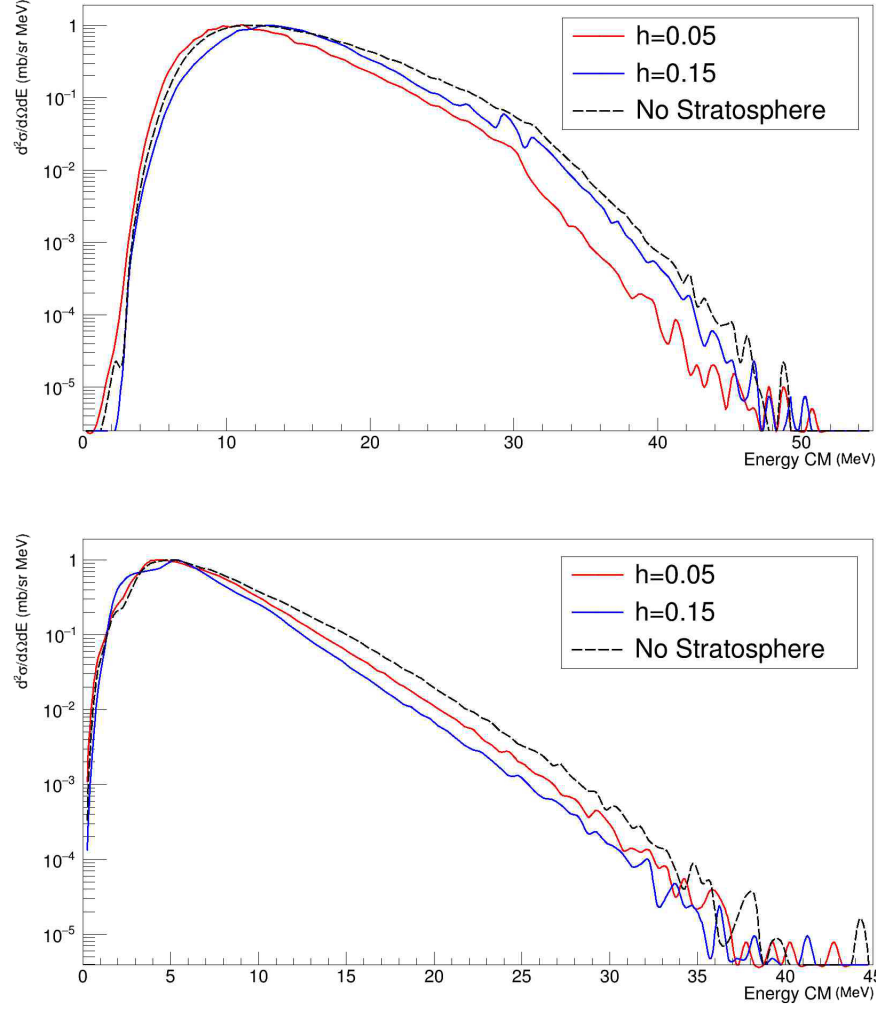 d²σ/dΩdE (mb/sr MeV)
1
10⁻¹
10⁻²
10⁻³
10⁻⁴
10⁻⁵
h=0.05
h=0.15
No Stratosphere
0 10 20 30 40 50
Energy CM (MeV)
d²σ/dΩdE (mb/sr MeV)
1
10⁻¹
10⁻²
10⁻³
10⁻⁴
10⁻⁵
h=0.05
h=0.15
No Stratosphere
0 5 10 15 20 25 30 35 40 45
Energy CM (MeV)